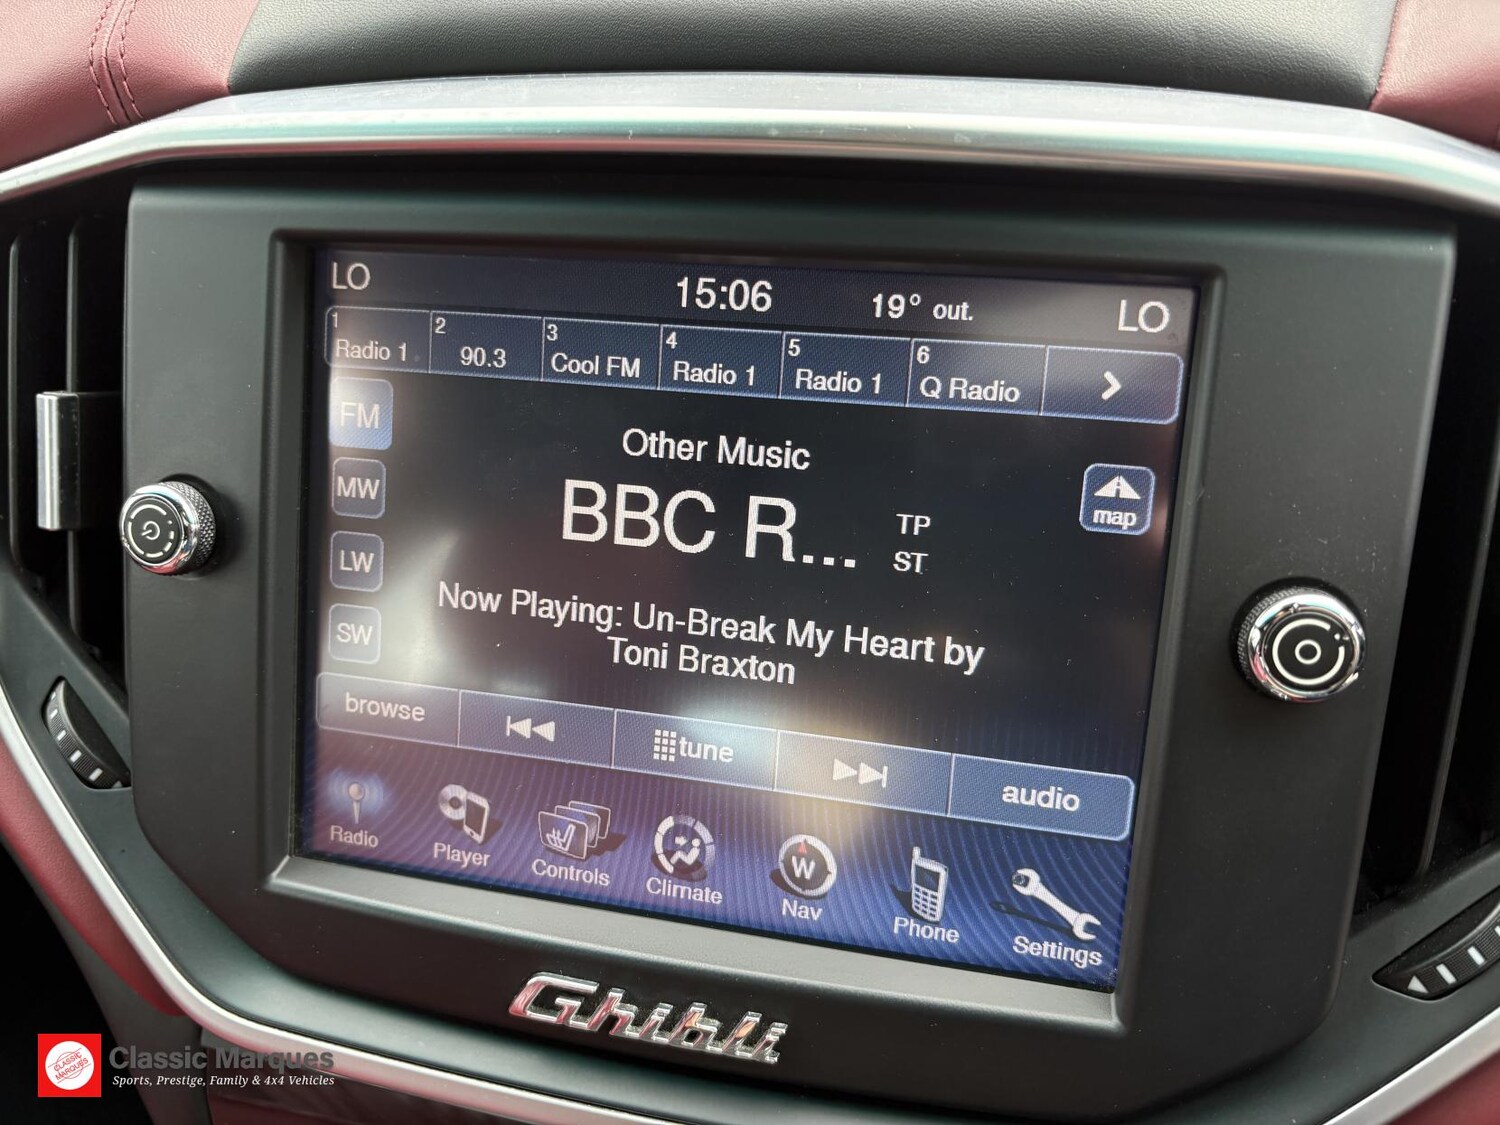 LO 15:06 19° out. LO
1 Radio 1 2 90.3 3 Cool FM 4 Radio 1 5 Radio 1 6 Q Radio
FM
MW
LW
SW
Other Music
BBC R...
TP
ST
map
Now Playing: Un-Break My Heart by
Toni Braxton
browse tune audio
Radio Player Controls Climate W Nav Phone Settings
Ghibli
CLASSIC MARQUES
Classic Marques
Sports, Prestige, Family & 4x4 Vehicles